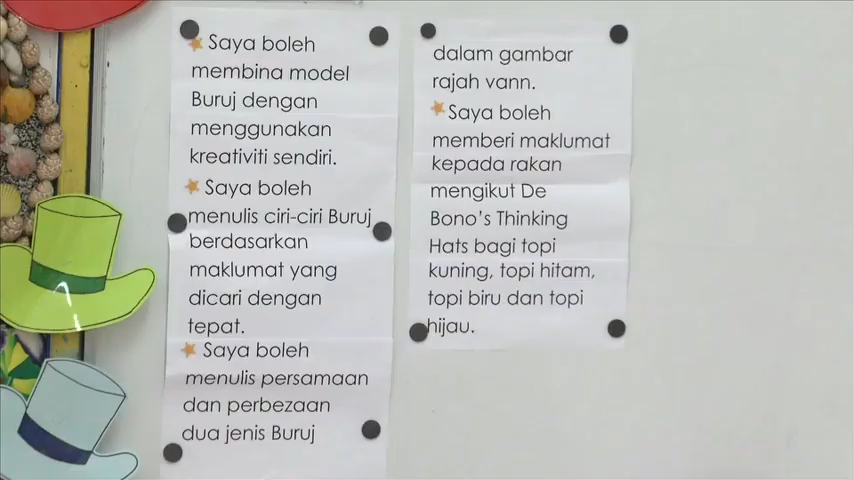 Saya boleh
membina model
Buruj dengan
menggunakan
kreativiti sendiri.
Saya boleh
menulis ciri-ciri Buruj
berdasarkan
maklumat yang
dicari dengan
tepat.
Saya boleh
menulis persamaan
dan perbezaan
dua jenis Buruj
dalam gambar
rajah vann.
Saya boleh
memberi maklumat
kepada rakan
mengikut De
Bono's Thinking
Hats bagi topi
kuning, topi hitam,
topi biru dan topi
hijau.